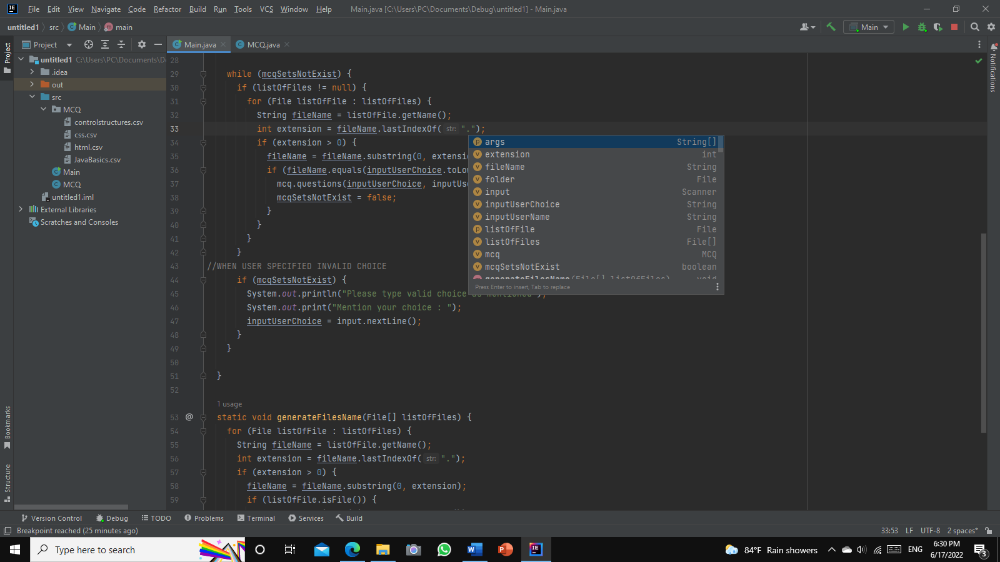 File Edit View Navigate Code Refactor Build Run Tools VCS Window Help Main.java [C:\Users\PC\Documents\Debug\untitled1] - Main.java
untitled1 src Main main
Main
Project
Main.java MCQ.java
Project
untitled1 C:\Users\PC\Documents\De
.idea
out
src
MCQ
controlstructures.csv
css.csv
html.csv
JavaBasics.csv
Main
MCQ
untitled1.iml
External Libraries
Scratches and Consoles
Bookmarks
Structure
28
29 while (mcqSetsNotExist) {
30 if (listOfFiles != null) {
31 for (File listOfFile : listOfFiles) {
32 String fileName = listOfFile.getName();
33 int extension = fileName.lastIndexOf( str: ".");
34 if (extension > 0) {
35 fileName = fileName.substring(0, extensio
36 if (fileName.equals(inputUserChoice.toLow
37 mcq.questions(inputUserChoice, inputUse
38 mcqSetsNotExist = false;
39 }
40 }
41 }
42 }
43 //WHEN USER SPECIFIED INVALID CHOICE
44 if (mcqSetsNotExist) {
45 System.out.println("Please type valid choice as mentioned");
46 System.out.print("Mention your choice : ");
47 inputUserChoice = input.nextLine();
48 }
49 }
50
51 }
52
1 usage
53 @ static void generateFilesName(File[] listOfFiles) {
54 for (File listOfFile : listOfFiles) {
55 String fileName = listOfFile.getName();
56 int extension = fileName.lastIndexOf( str: ".");
57 if (extension > 0) {
58 fileName = fileName.substring(0, extension);
59 if (listOfFile.isFile()) {
args String[]
extension int
fileName String
folder File
input Scanner
inputUserChoice String
inputUserName String
listOfFile File
listOfFiles File[]
mcq MCQ
mcqSetsNotExist boolean
generateFilesName(File[] listOfFiles) void
Press Enter to insert, Tab to replace
Notifications
Version Control Debug TODO Problems Terminal Services Build
Breakpoint reached (25 minutes ago)
33:53 LF UTF-8 2 spaces*
Type here to search
84°F Rain showers
ENG
6:30 PM
6/17/2022
3